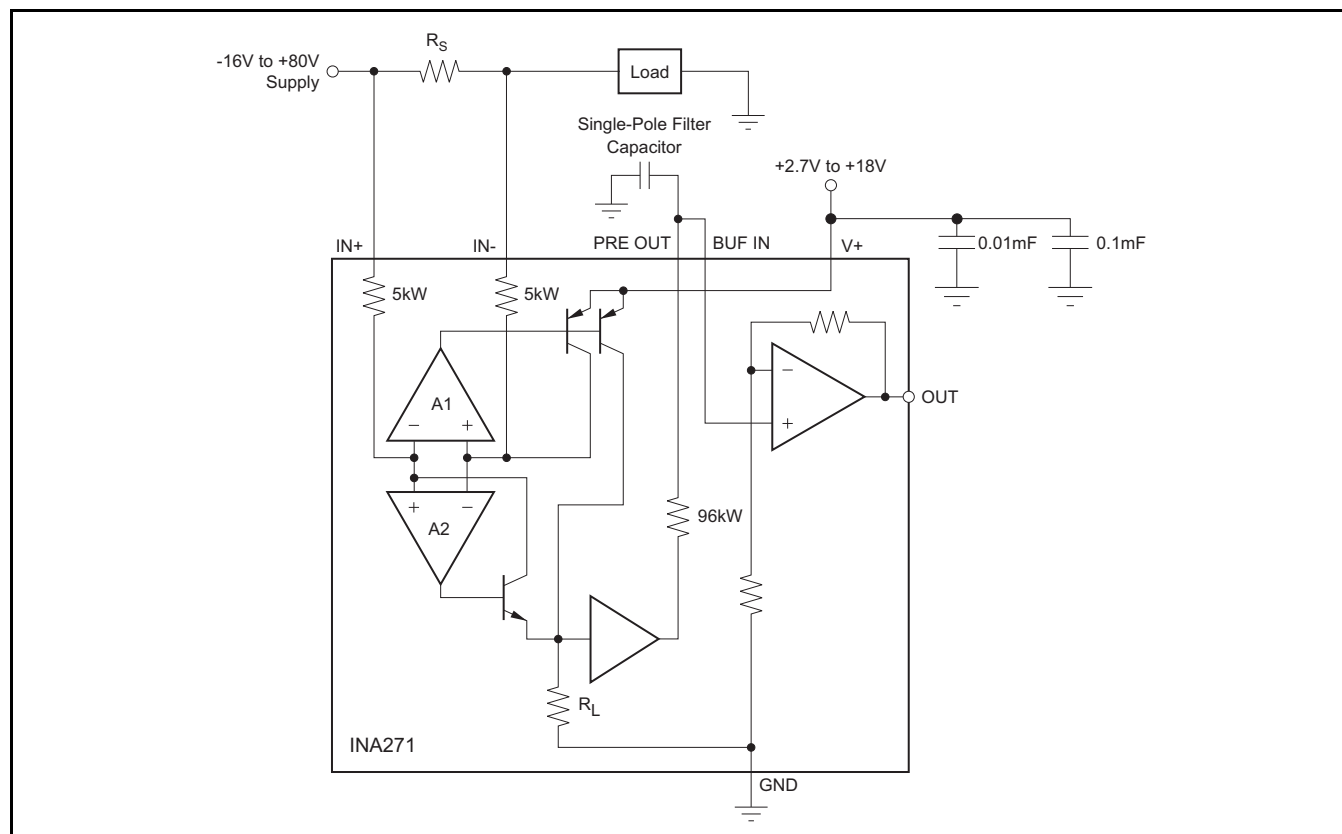 R_S
-16V to +80V
Supply
Load
Single-Pole Filter
Capacitor
+2.7V to +18V
IN+
IN-
PRE OUT
BUF IN
V+
0.01mF
0.1mF
5kW
5kW
A1
−
+
−
+
OUT
+
−
A2
96kW
R_L
INA271
GND